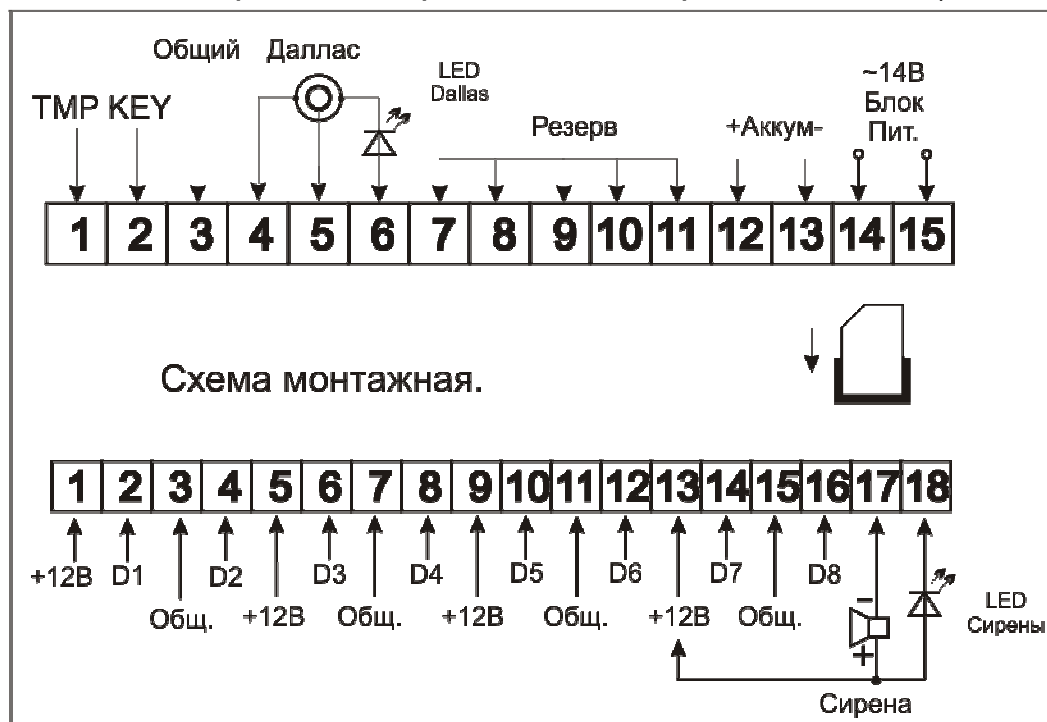 Общий Даллас
LED
Dallas
~14В
Блок
Пит.
TMP KEY
Резерв
+Аккум-
1 2 3 4 5 6 7 8 9 10 11 12 13 14 15
Схема монтажная.
1 2 3 4 5 6 7 8 9 10 11 12 13 14 15 16 17 18
+12В D1 D2 D3 D4 D5 D6 D7 D8
Общ. +12В Общ. +12В Общ. +12В Общ.
- 
+
LED
Сирены
Сирена